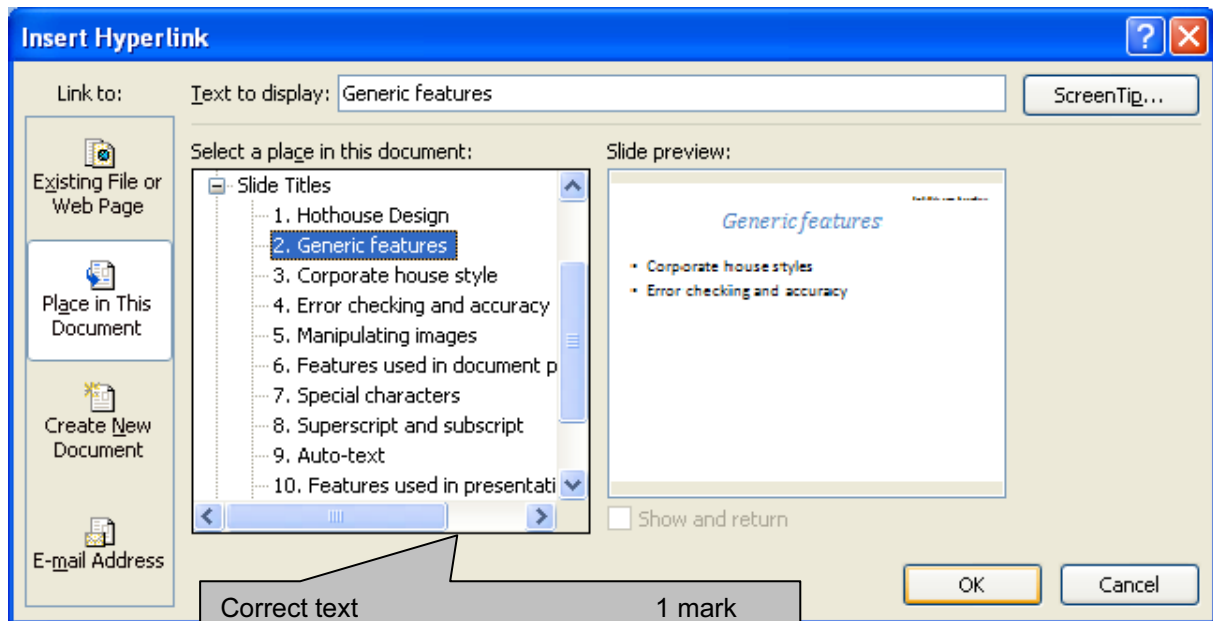 Insert Hyperlink
Link to:
Text to display: Generic features
ScreenTip...
Existing File or
Web Page
Place in This
Document
Create New
Document
E-mail Address
Select a place in this document:
Slide Titles
1. Hothouse Design
2. Generic features
3. Corporate house style
4. Error checking and accuracy
5. Manipulating images
6. Features used in document p
7. Special characters
8. Superscript and subscript
9. Auto-text
10. Features used in presentati
Slide preview:
Generic features
• Corporate house styles
• Error checking and accuracy
Show and return
OK
Cancel
Correct text 1 mark